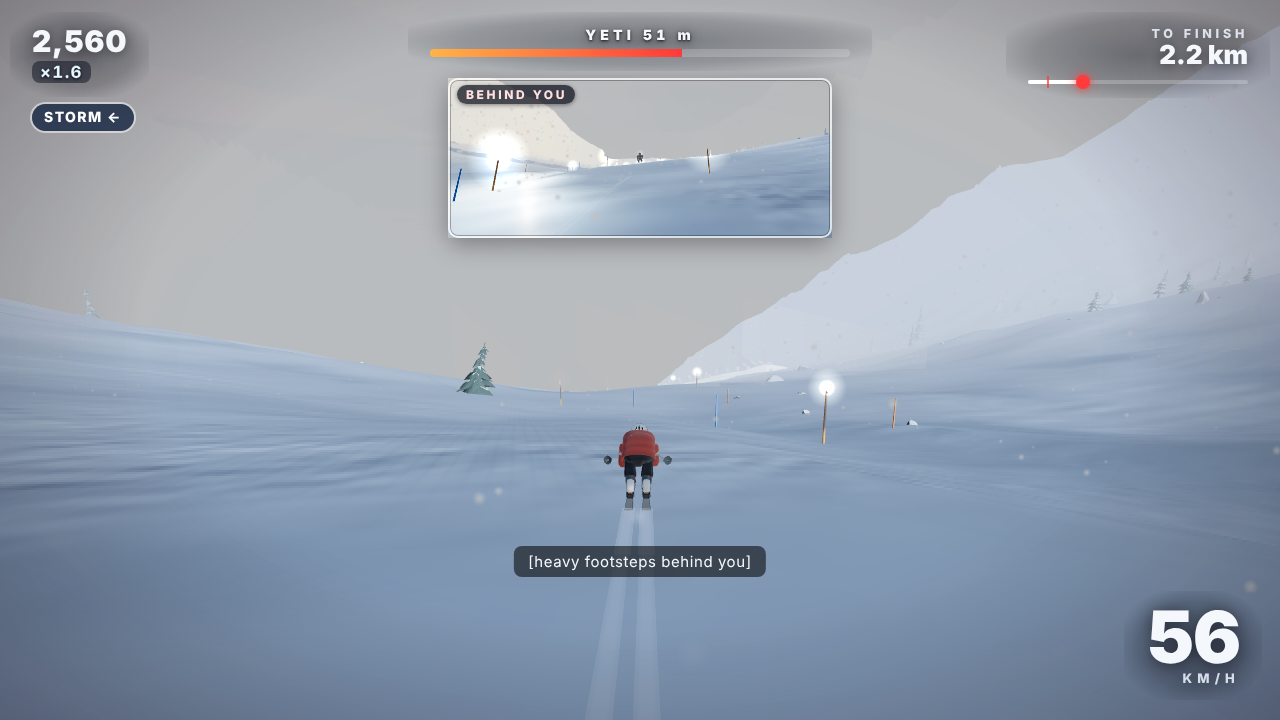 2,560
×1.6
STORM ←
YETI 51 m
BEHIND YOU
TO FINISH
2.2 km
[heavy footsteps behind you]
56
KM/H